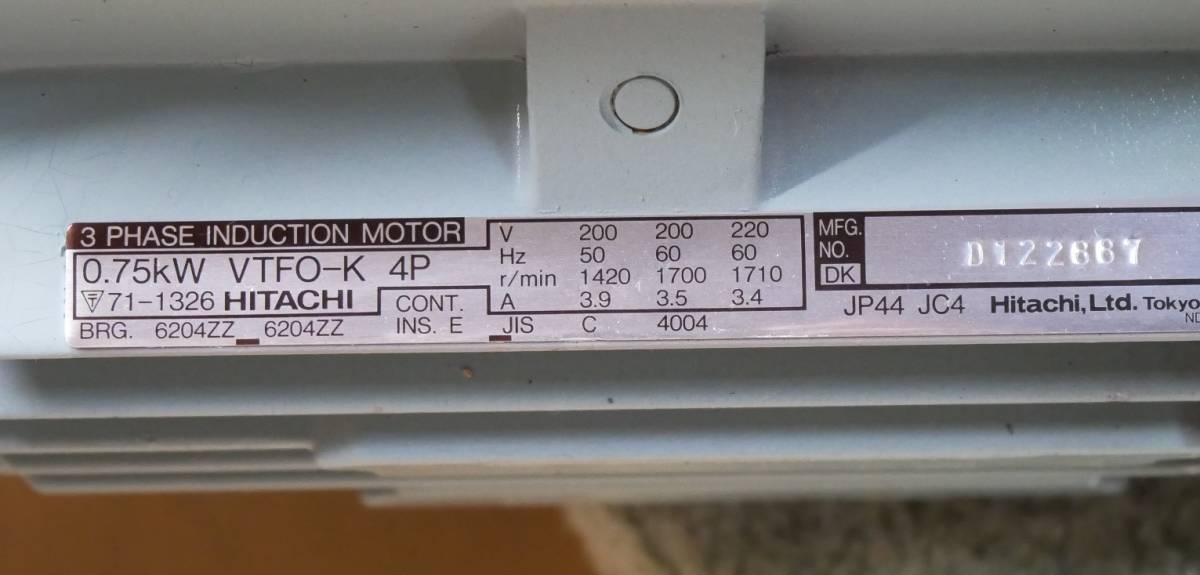 3 PHASE INDUCTION MOTOR
0.75kW VTFO-K 4P
71-1326 HITACHI
CONT.
INS. E
BRG. 6204ZZ 6204ZZ
V 200 200 220
Hz 50 60 60
r/min 1420 1700 1710
A 3.9 3.5 3.4
JIS C 4004
MFG.
NO.
DK
D122667
JP44 JC4 Hitachi, Ltd. Tokyo
ND